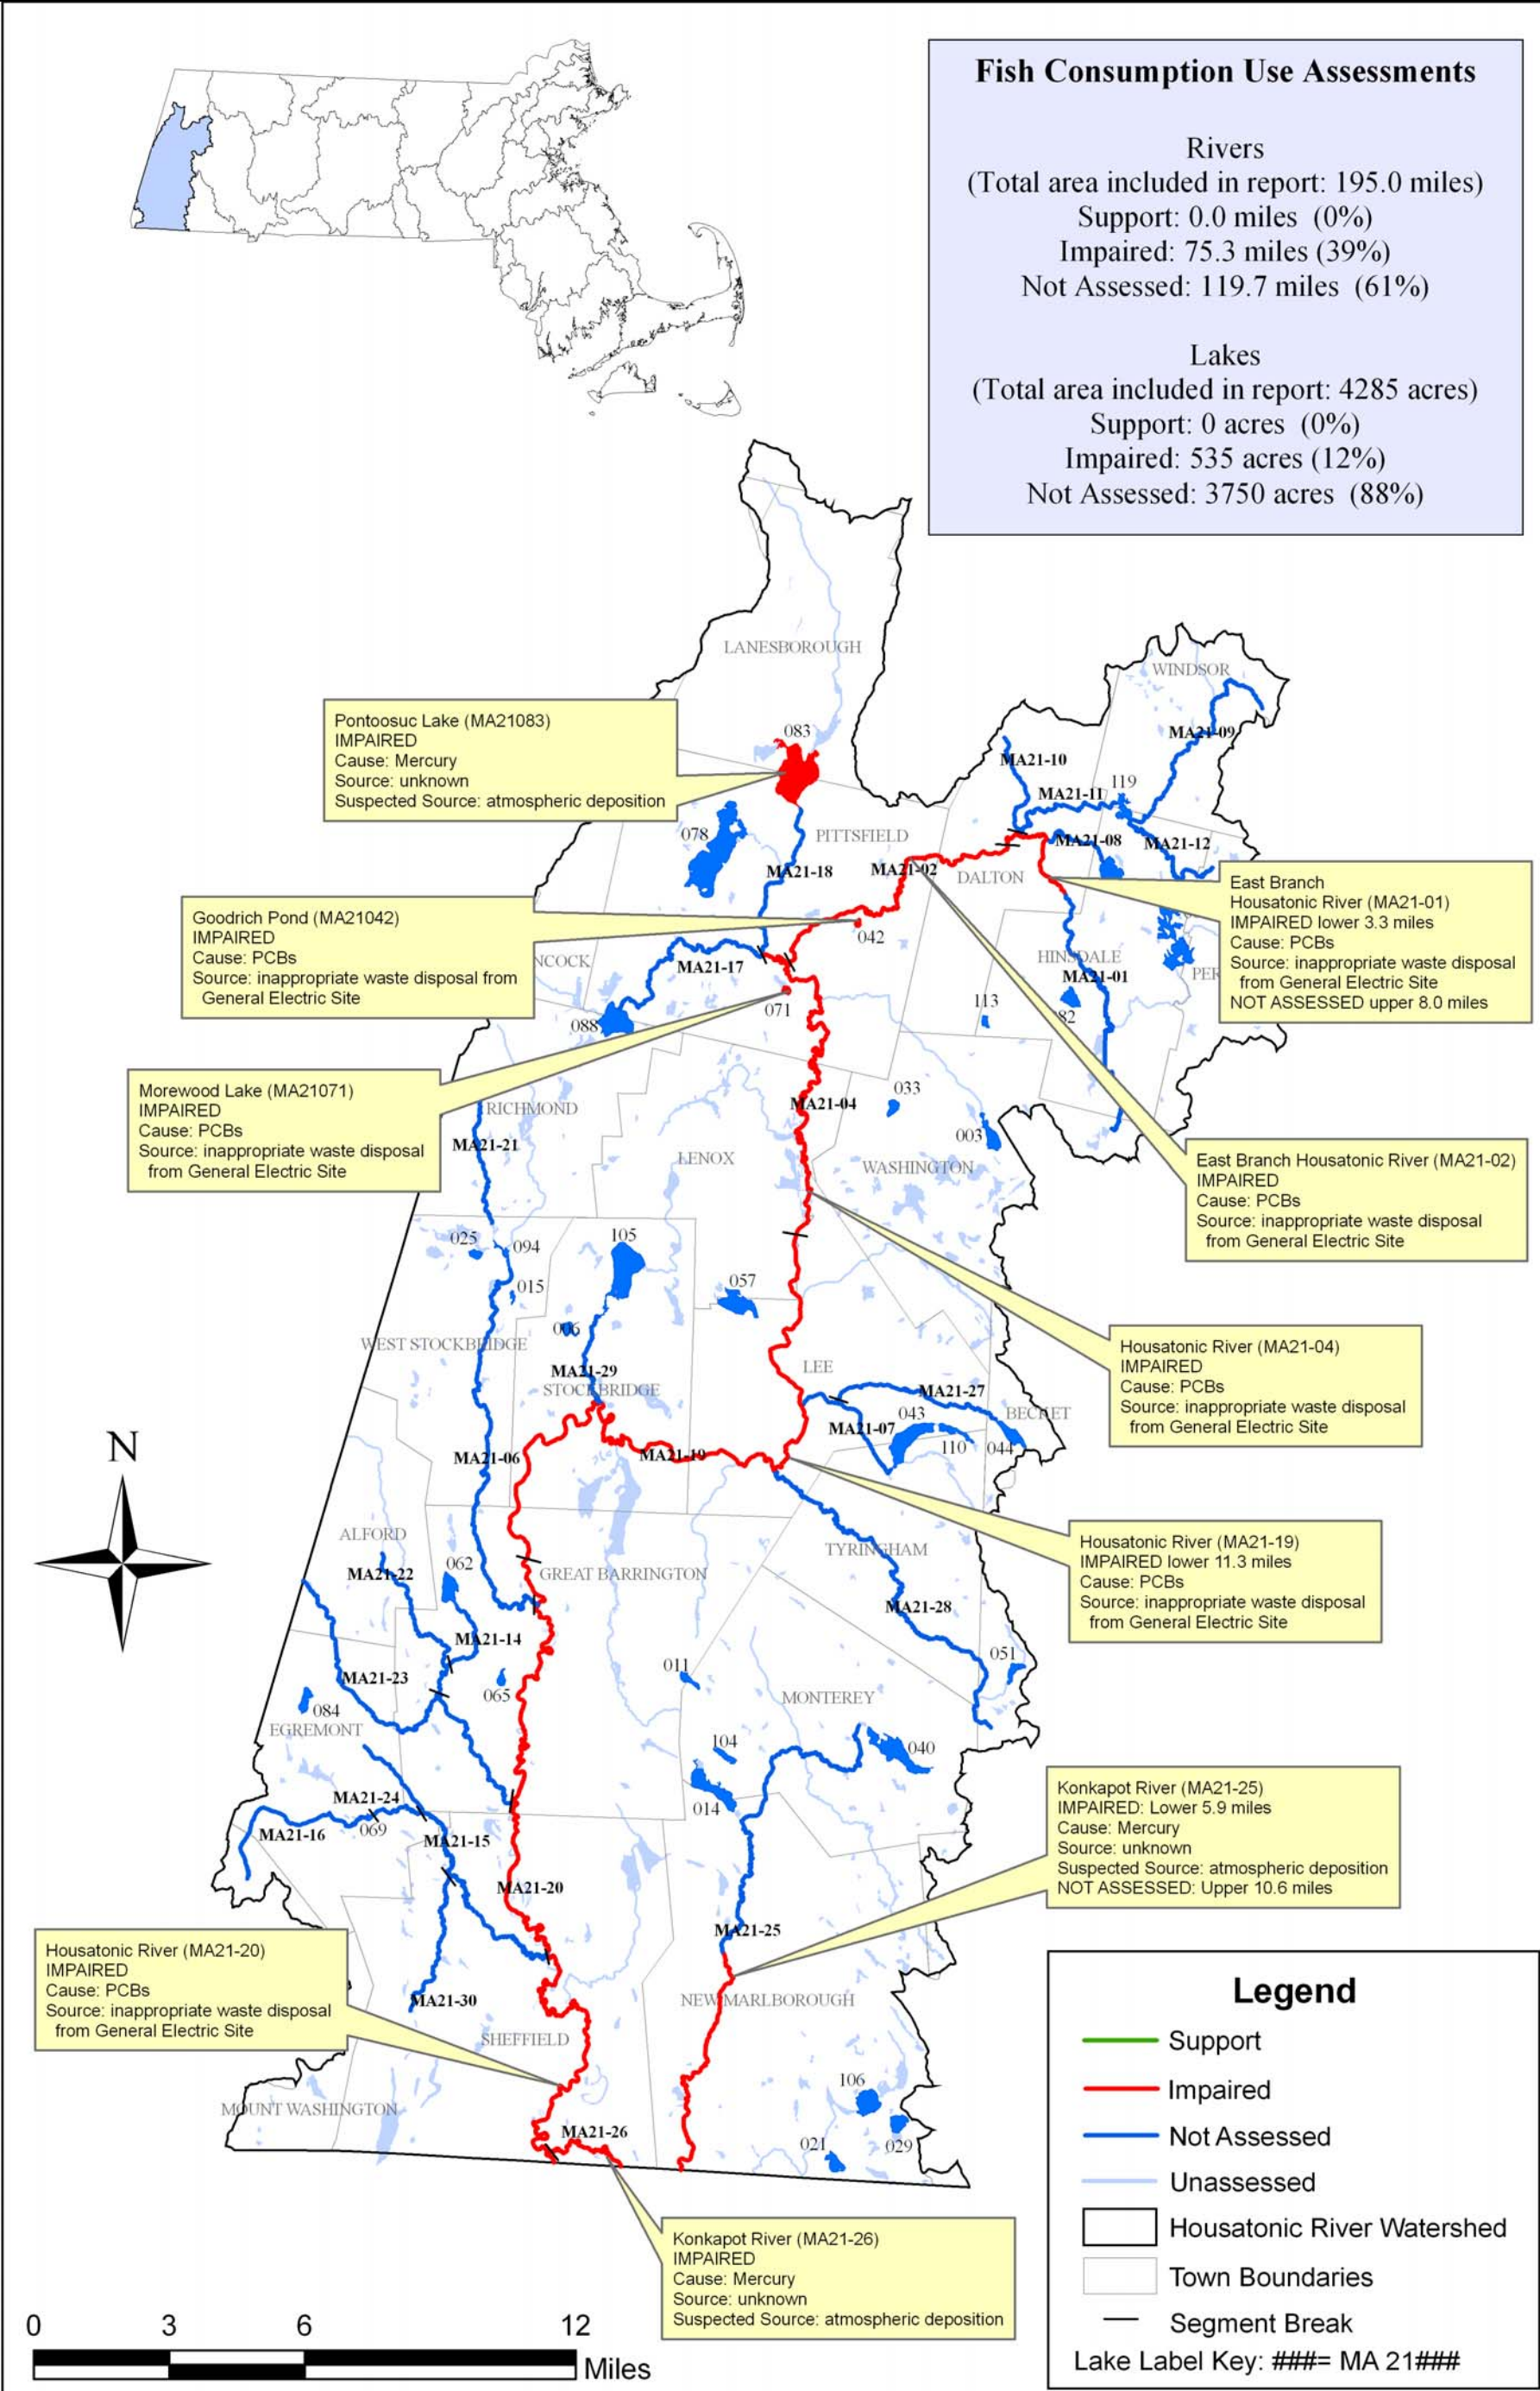 Fish Consumption Use Assessments
Rivers
(Total area included in report: 195.0 miles)
Support: 0.0 miles (0%)
Impaired: 75.3 miles (39%)
Not Assessed: 119.7 miles (61%)
Lakes
(Total area included in report: 4285 acres)
Support: 0 acres (0%)
Impaired: 535 acres (12%)
Not Assessed: 3750 acres (88%)
LANESBOROUGH
WINDSOR
Pontoosuc Lake (MA21083)
IMPAIRED
Cause: Mercury
Source: unknown
Suspected Source: atmospheric deposition
083
MA21-09
MA21-10
119
MA21-11
078
PITTSFIELD
MA21-08
MA21-12
MA21-18
MA21-02
DALTON
East Branch
Housatonic River (MA21-01)
IMPAIRED lower 3.3 miles
Cause: PCBs
Source: inappropriate waste disposal
from General Electric Site
NOT ASSESSED upper 8.0 miles
Goodrich Pond (MA21042)
IMPAIRED
Cause: PCBs
Source: inappropriate waste disposal from
General Electric Site
042
NCOCK
MA21-17
HINSDALE
MA21-01
PER
113
82
071
088
Morewood Lake (MA21071)
IMPAIRED
Cause: PCBs
Source: inappropriate waste disposal
from General Electric Site
RICHMOND
MA21-21
MA21-04
033
003
LENOX
WASHINGTON
East Branch Housatonic River (MA21-02)
IMPAIRED
Cause: PCBs
Source: inappropriate waste disposal
from General Electric Site
025
094
105
015
057
006
WEST STOCKBRIDGE
Housatonic River (MA21-04)
IMPAIRED
Cause: PCBs
Source: inappropriate waste disposal
from General Electric Site
LEE
MA21-29
STOCKBRIDGE
MA21-27
043
BECKET
MA21-07
110
044
N
MA21-06
MA21-19
ALFORD
062
MA21-22
GREAT BARRINGTON
TYRINGHAM
Housatonic River (MA21-19)
IMPAIRED lower 11.3 miles
Cause: PCBs
Source: inappropriate waste disposal
from General Electric Site
MA21-28
MA21-14
051
MA21-23
011
065
084
EGREMONT
MONTEREY
104
040
014
MA21-24
069
MA21-16
MA21-15
Konkapot River (MA21-25)
IMPAIRED: Lower 5.9 miles
Cause: Mercury
Source: unknown
Suspected Source: atmospheric deposition
NOT ASSESSED: Upper 10.6 miles
MA21-20
MA21-25
Housatonic River (MA21-20)
IMPAIRED
Cause: PCBs
Source: inappropriate waste disposal
from General Electric Site
MA21-30
NEW MARLBOROUGH
SHEFFIELD
106
MOUNT WASHINGTON
MA21-26
021
029
Konkapot River (MA21-26)
IMPAIRED
Cause: Mercury
Source: unknown
Suspected Source: atmospheric deposition
Legend
Support
Impaired
Not Assessed
Unassessed
Housatonic River Watershed
Town Boundaries
Segment Break
Lake Label Key: ###= MA 21###
0 3 6 12
Miles